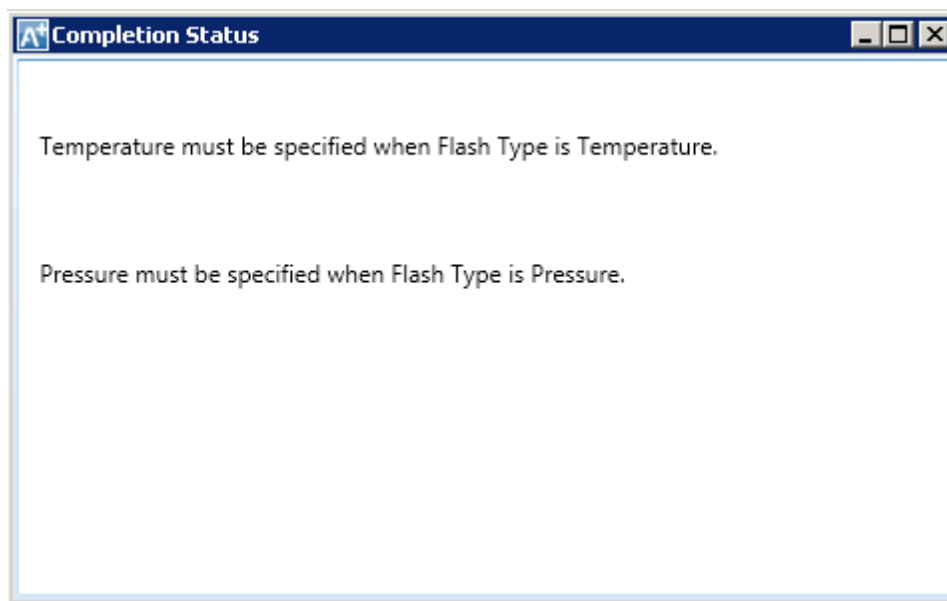 A+ Completion Status
Temperature must be specified when Flash Type is Temperature.
Pressure must be specified when Flash Type is Pressure.